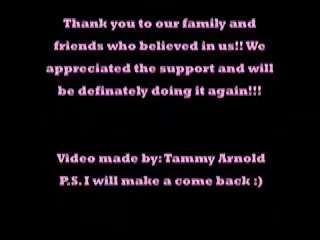 Thank you to our family and
friends who believed in us!! We
appreciated the support and will
be definately doing it again!!!
Video made by: Tammy Arnold
P.S. I will make a come back :)